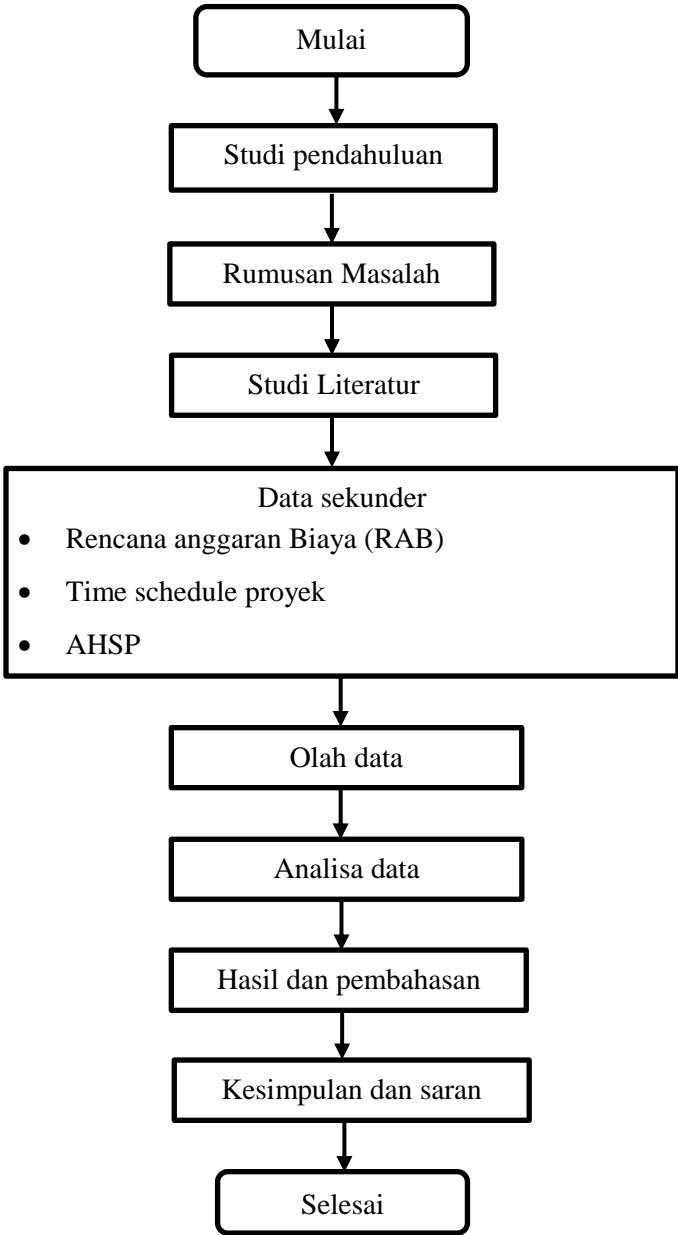 Mulai
Studi pendahuluan
Rumusan Masalah
Studi Literatur
Data sekunder
• Rencana anggaran Biaya (RAB)
• Time schedule proyek
• AHSP
Olah data
Analisa data
Hasil dan pembahasan
Kesimpulan dan saran
Selesai